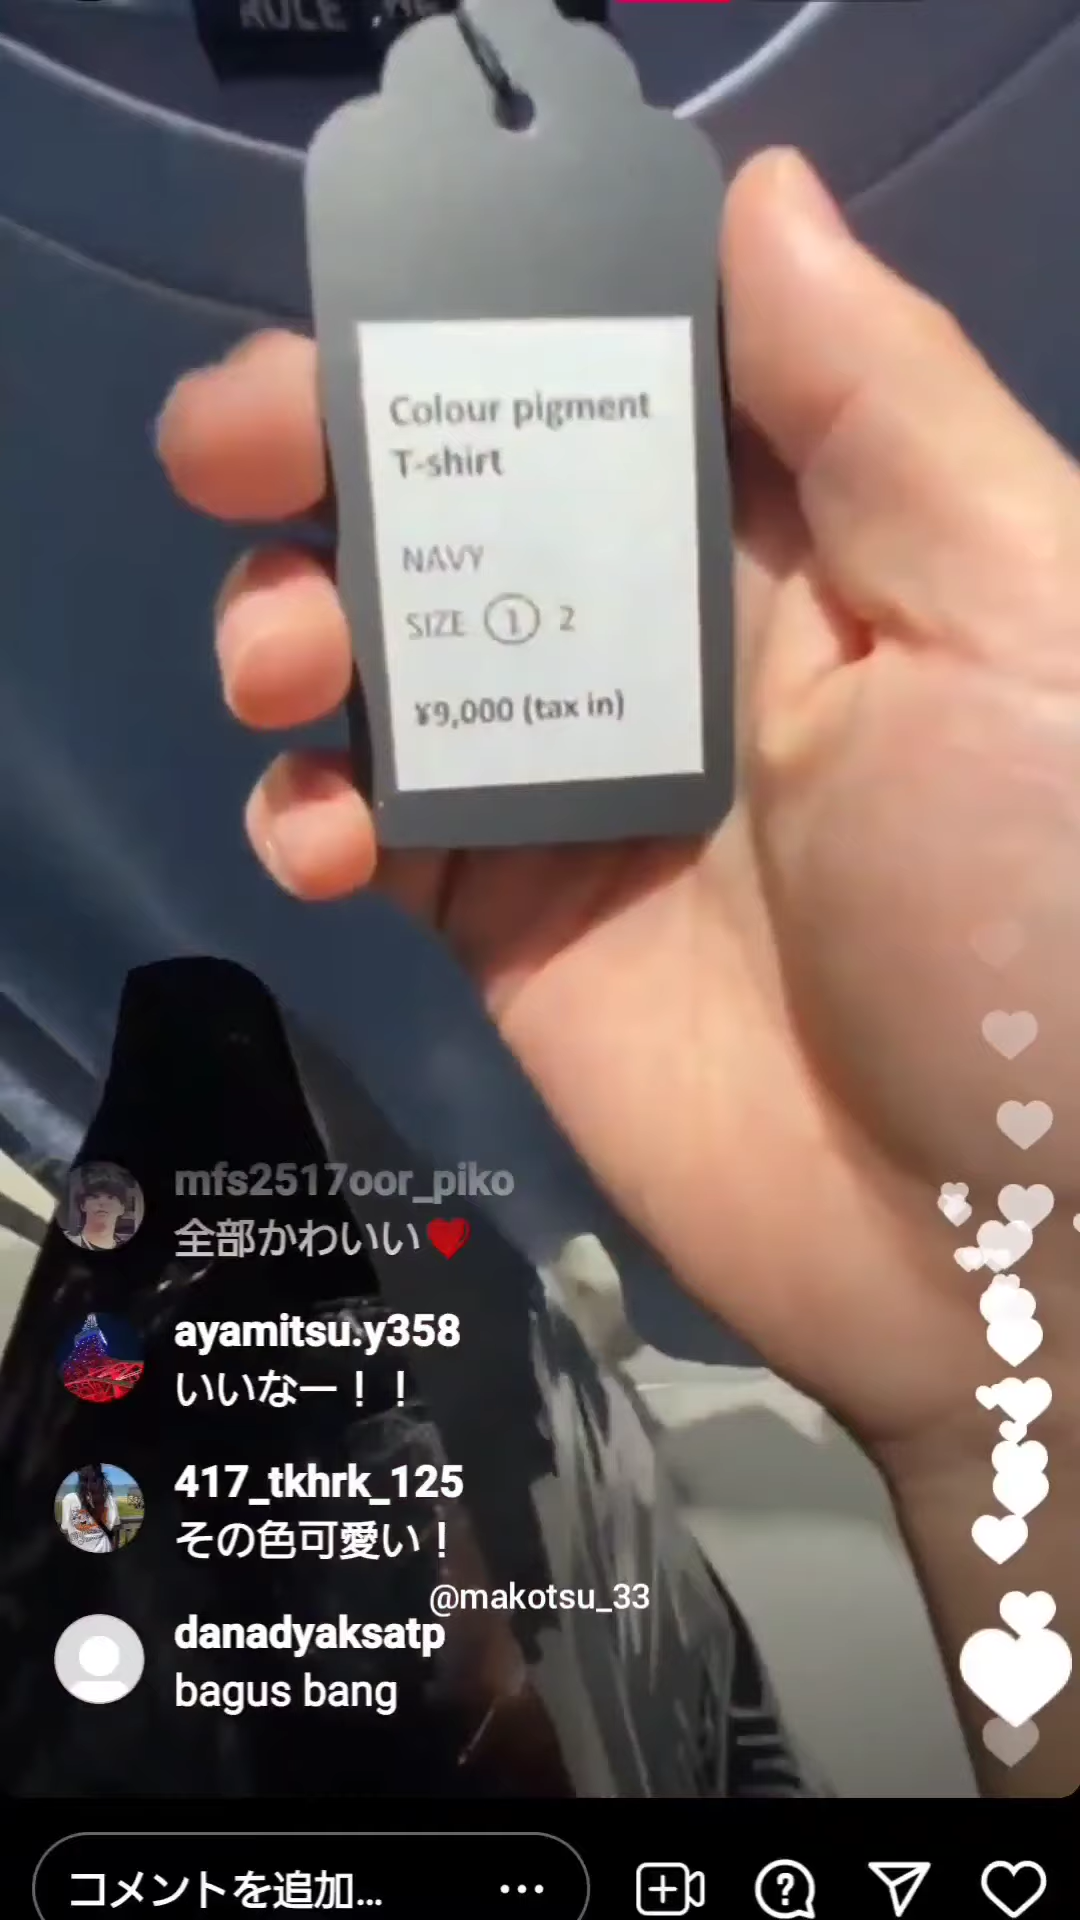 RULE
Colour pigment
T-shirt
NAVY
SIZE 1 2
¥9,000 (tax in)
mfs2517oor_piko
全部かわいい❤️
ayamitsu.y358
いいなー！！
417_tkhrk_125
その色可愛い！
@makotsu_33
danadyaksatp
bagus bang
コメントを追加...